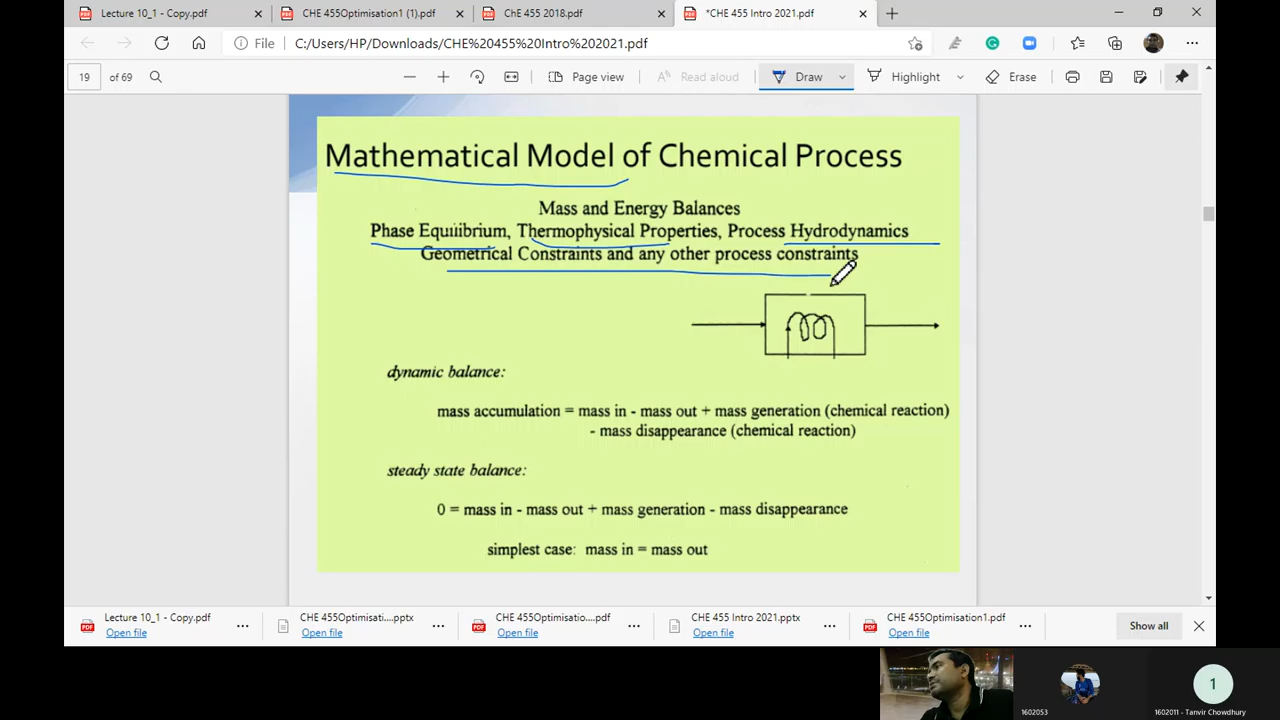 Lecture 10_1 - Copy.pdf
CHE 455Optimisation1 (1).pdf
ChE 455 2018.pdf
*ChE 455 Intro 2021.pdf
File
C:/Users/HP/Downloads/CHE%20455%20Intro%202021.pdf
19 of 69
Page view
Read aloud
Draw
Highlight
Erase
Mathematical Model of Chemical Process
Mass and Energy Balances
Phase Equilibrium, Thermophysical Properties, Process Hydrodynamics
Geometrical Constraints and any other process constraints
dynamic balance:
mass accumulation = mass in - mass out + mass generation (chemical reaction)
- mass disappearance (chemical reaction)
steady state balance:
0 = mass in - mass out + mass generation - mass disappearance
simplest case: mass in = mass out
Lecture 10_1 - Copy.pdf
Open file
CHE 455Optimisati....pptx
Open file
CHE 455Optimisatio....pdf
Open file
CHE 455 Intro 2021.pptx
Open file
CHE 455Optimisation1.pdf
Open file
Show all
1602053
1
1602011 - Tanvir Chowdhury